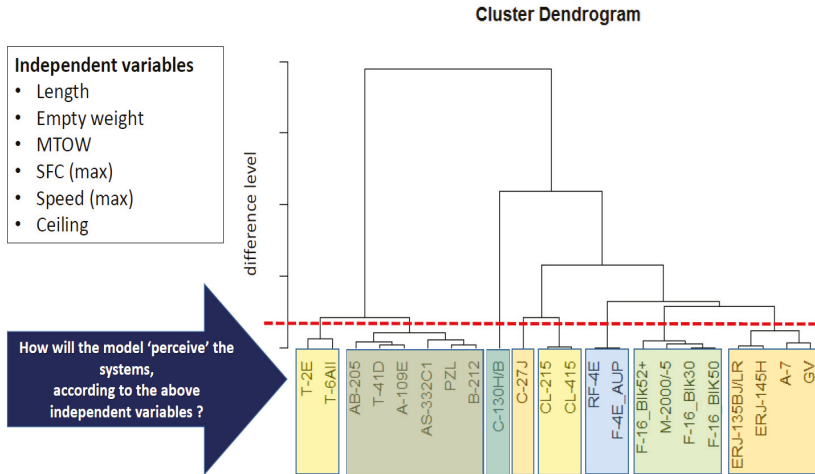 Cluster Dendrogram
Independent variables
• Length
• Empty weight
• MTOW
• SFC (max)
• Speed (max)
• Ceiling
difference level
How will the model 'perceive' the
systems,
according to the above
independent variables ?
T-2E
T-6AII
AB-205
T-41D
A-109E
AS-332C1
PZL
B-212
C-130H/B
C-27J
CL-215
CL-415
RF-4E
F-4E_AUP
F-16_Blk52+
M-2000/-5
F-16_Blk30
F-16_BlK50
ERJ-135BJ/LR
ERJ-145H
A-7
GV